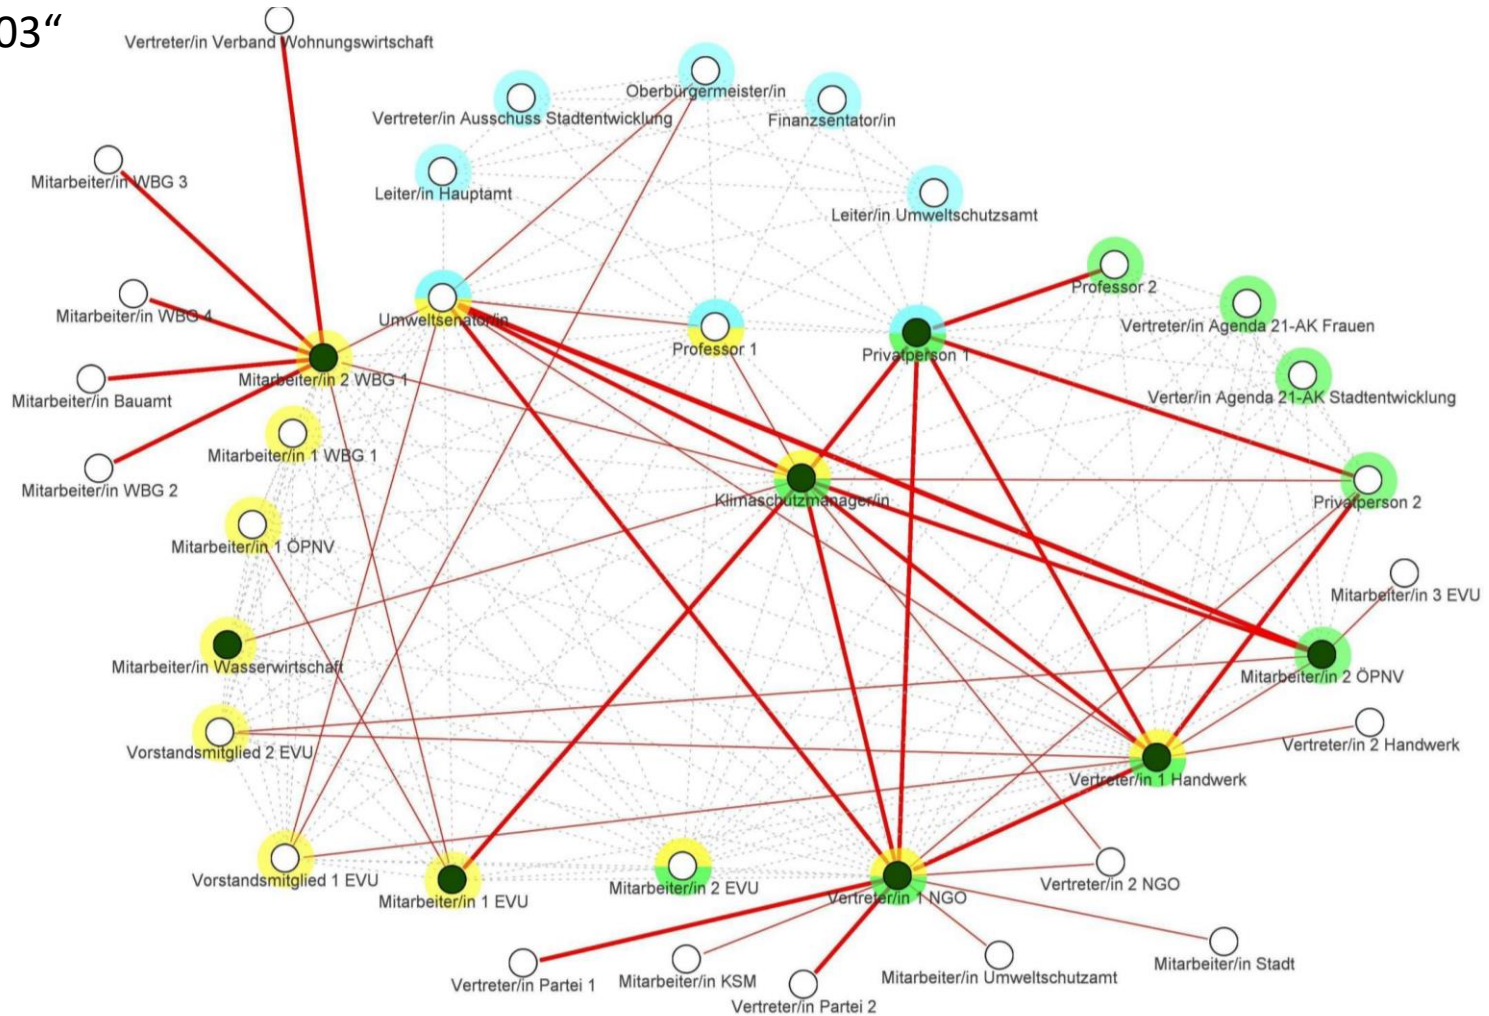 03“
Vertreter/in Verband Wohnungswirtschaft
Oberbürgermeister/in
Vertreter/in Ausschuss Stadtentwicklung
Finanzsentator/in
Mitarbeiter/in WBG 3
Leiter/in Hauptamt
Leiter/in Umweltschutzsamt
Professor 2
Mitarbeiter/in WBG 4
Umweltsenator/in
Vertreter/in Agenda 21-AK Frauen
Professor 1
Privatperson 1
Mitarbeiter/in 2 WBG 1
Mitarbeiter/in Bauamt
Verter/in Agenda 21-AK Stadtentwicklung
Mitarbeiter/in 1 WBG 1
Mitarbeiter/in WBG 2
Klimaschutzmanager/in
Privatperson 2
Mitarbeiter/in 1 ÖPNV
Mitarbeiter/in 3 EVU
Mitarbeiter/in Wasserwirtschaft
Mitarbeiter/in 2 ÖPNV
Vorstandsmitglied 2 EVU
Vertreter/in 2 Handwerk
Vertreter/in 1 Handwerk
Vorstandsmitglied 1 EVU
Mitarbeiter/in 2 EVU
Vertreter/in 2 NGO
Mitarbeiter/in 1 EVU
Vertreter/in 1 NGO
Mitarbeiter/in Stadt
Vertreter/in Partei 1
Mitarbeiter/in KSM
Mitarbeiter/in Umweltschutzamt
Vertreter/in Partei 2